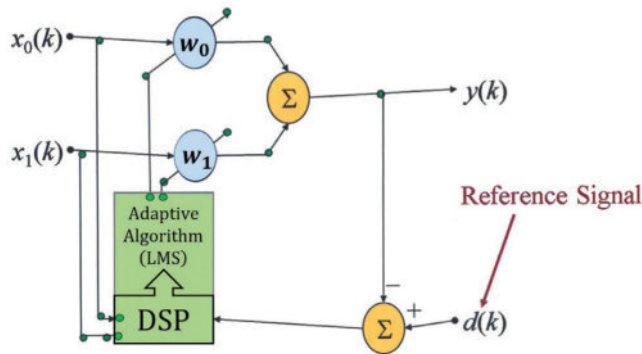 x₀(k)
w₀
Σ
y(k)
x₁(k)
w₁
Reference Signal
Adaptive
Algorithm
(LMS)
−
+
DSP
Σ
d(k)